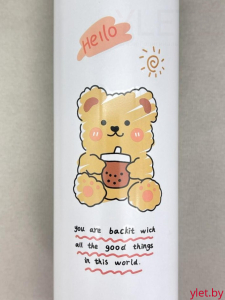 Hello
you are backit wich
all the good things
in this world.
ylet.by